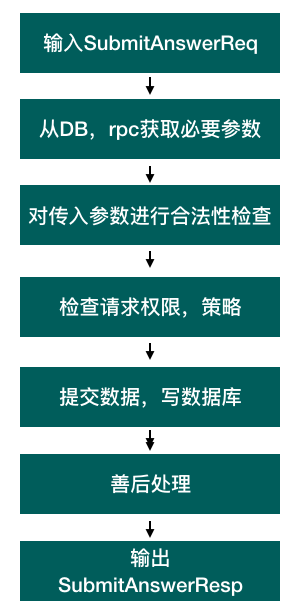 输入SubmitAnswerReq
从DB，rpc获取必要参数
对传入参数进行合法性检查
检查请求权限，策略
提交数据，写数据库
善后处理
输出
SubmitAnswerResp